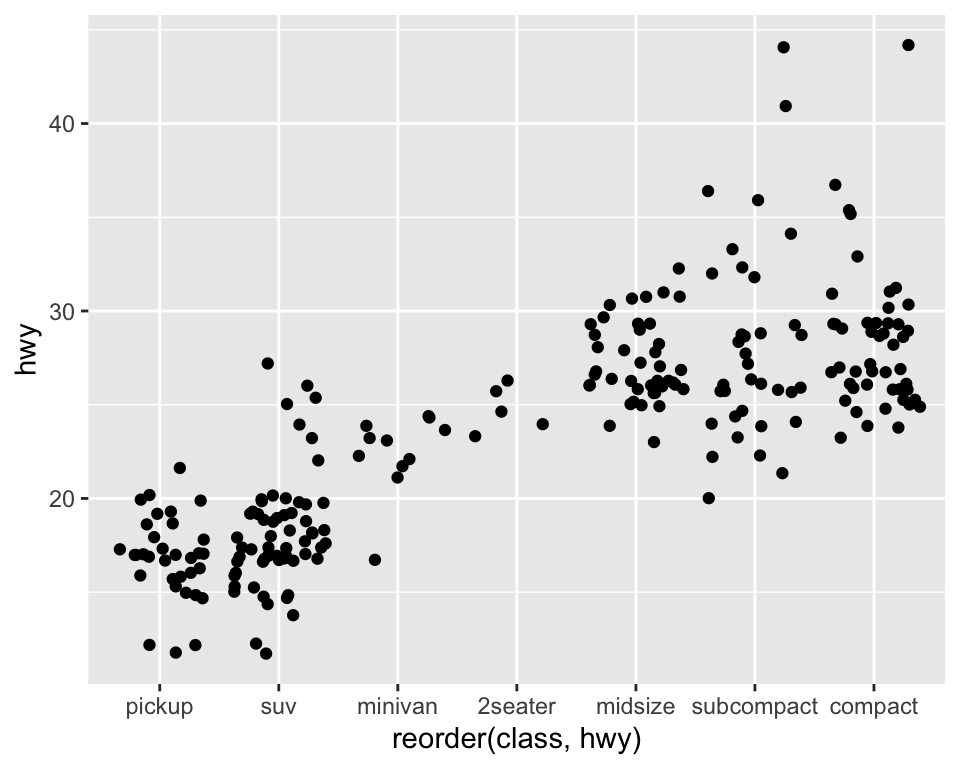 hwy
40
30
20
pickup suv minivan 2seater midsize subcompact compact
reorder(class, hwy)